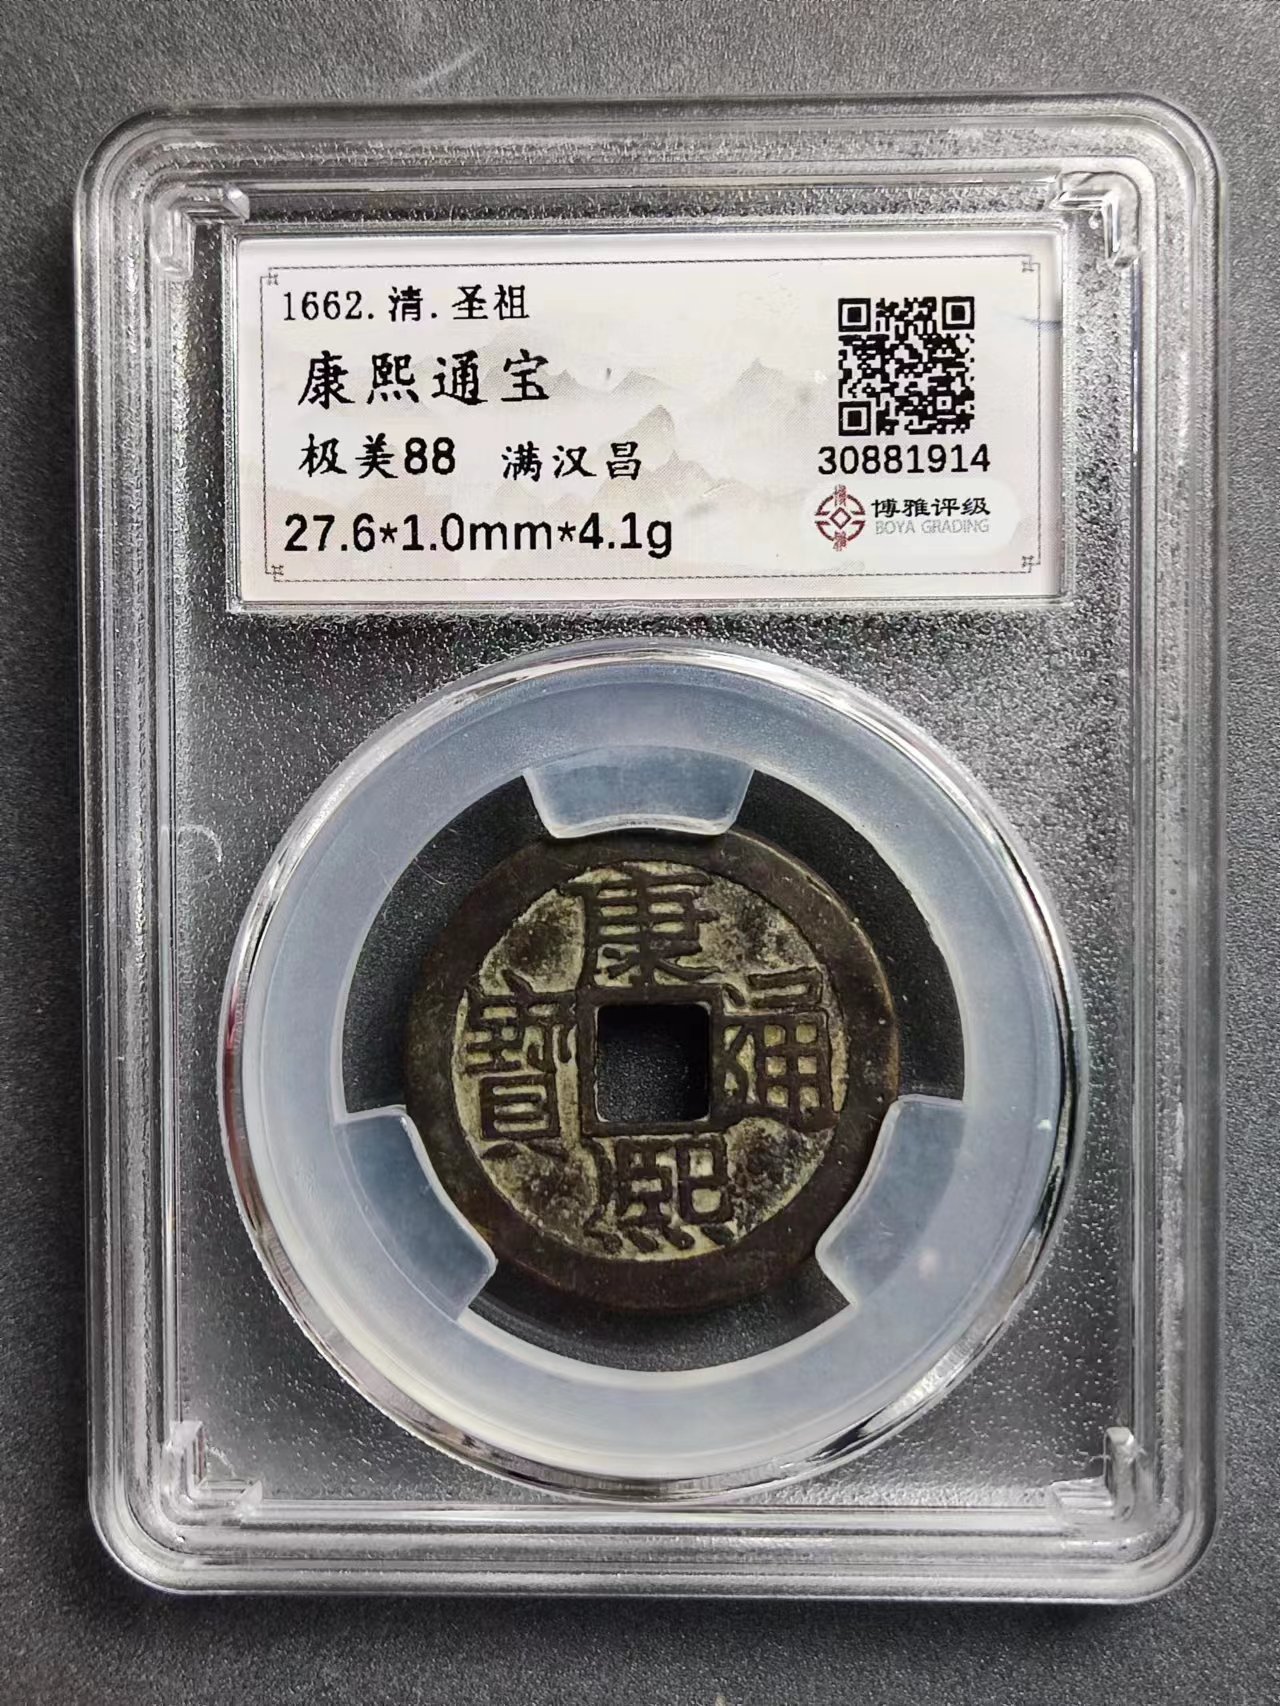 1662.清.圣祖
康熙通宝
极美88 满汉昌
27.6*1.0mm*4.1g
30881914
博雅评级
BOYA GRADING
康熙通寶